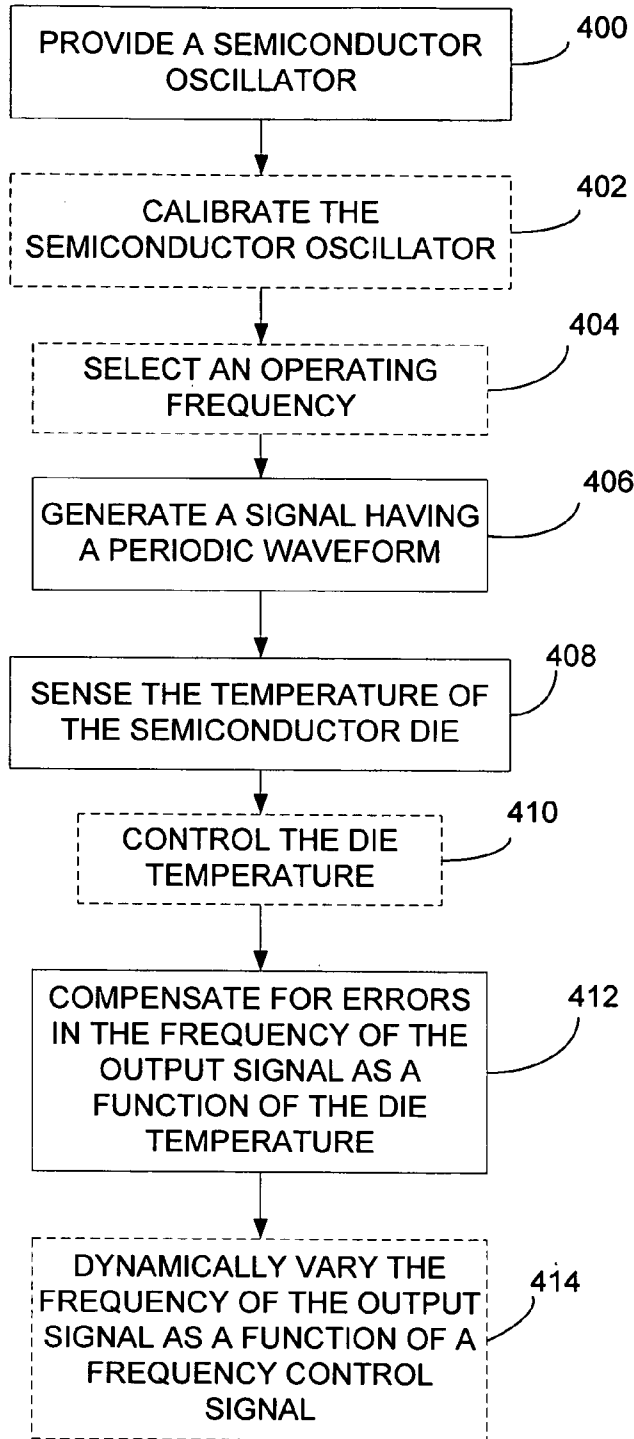 PROVIDE A SEMICONDUCTOR
OSCILLATOR
400
CALIBRATE THE
SEMICONDUCTOR OSCILLATOR
402
SELECT AN OPERATING
FREQUENCY
404
GENERATE A SIGNAL HAVING
A PERIODIC WAVEFORM
406
SENSE THE TEMPERATURE OF
THE SEMICONDUCTOR DIE
408
CONTROL THE DIE
TEMPERATURE
410
COMPENSATE FOR ERRORS
IN THE FREQUENCY OF THE
OUTPUT SIGNAL AS A
FUNCTION OF THE DIE
TEMPERATURE
412
DYNAMICALLY VARY THE
FREQUENCY OF THE OUTPUT
SIGNAL AS A FUNCTION OF A
FREQUENCY CONTROL
SIGNAL
414